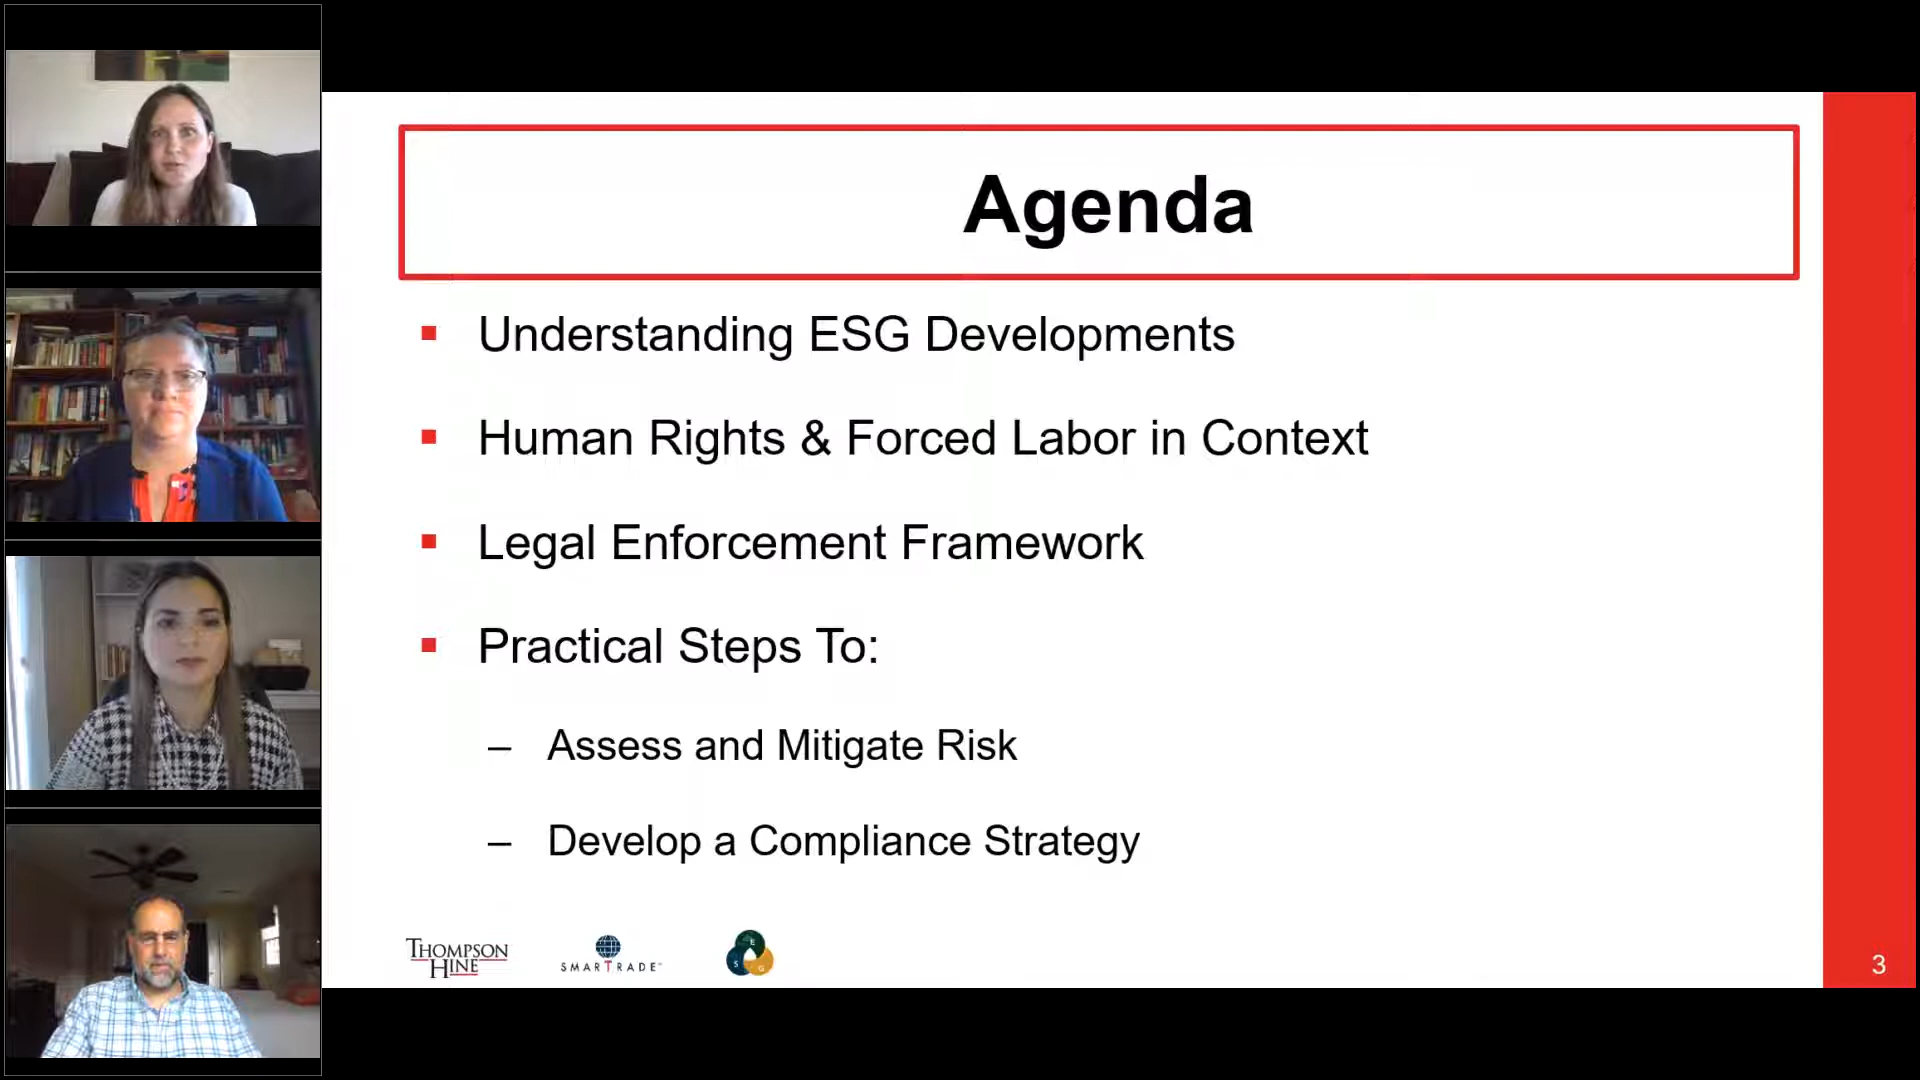 Agenda
▪ Understanding ESG Developments
▪ Human Rights & Forced Labor in Context
▪ Legal Enforcement Framework
▪ Practical Steps To:
– Assess and Mitigate Risk
– Develop a Compliance Strategy
THOMPSON
HINE
SMARTRADE™
E
S G
3